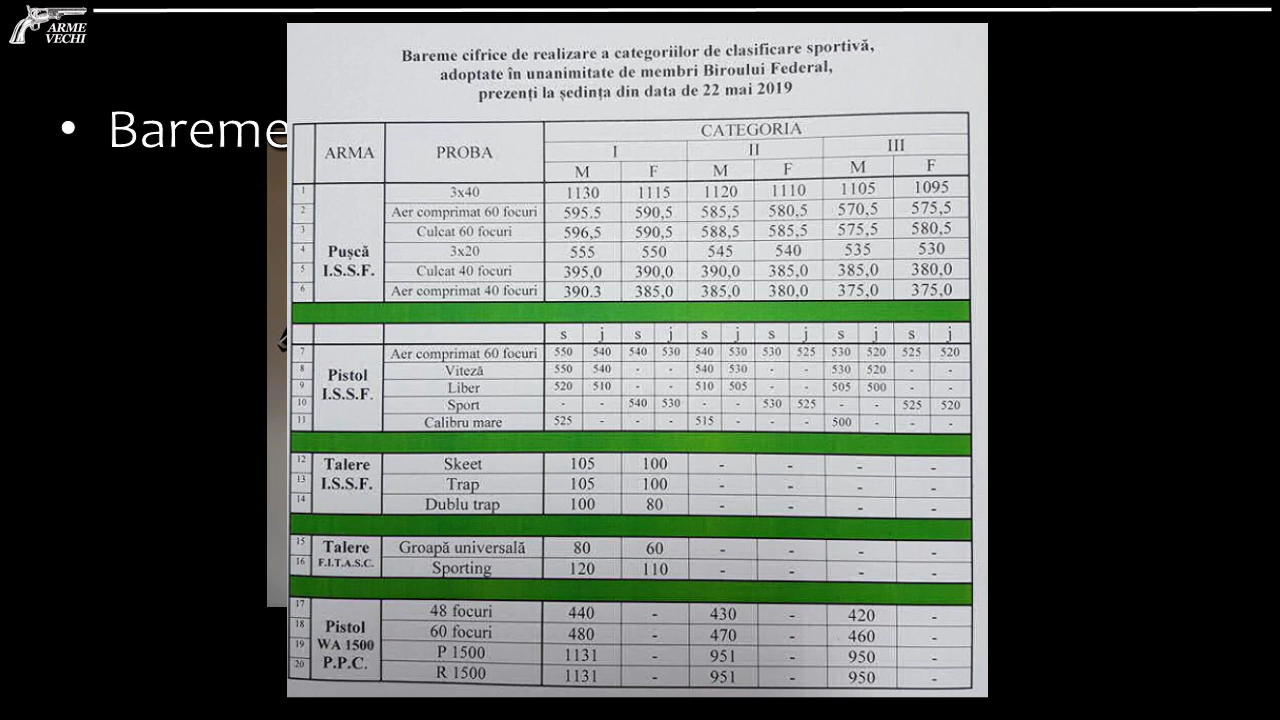 ARME
VECHI
• Bareme
Bareme cifrice de realizare a categoriilor de clasificare sportivă,
adoptate în unanimitate de membri Biroului Federal,
prezenți la ședința din data de 22 mai 2019
ARMA PROBA CATEGORIA
I II III
M F M F M F
1 3x40 1130 1115 1120 1110 1105 1095
2 Aer comprimat 60 focuri 595.5 590,5 585,5 580,5 570,5 575,5
3 Culcat 60 focuri 596,5 590,5 588,5 585,5 575,5 580,5
4 Pușcă 3x20 555 550 545 540 535 530
5 I.S.S.F. Culcat 40 focuri 395,0 390,0 390,0 385,0 385,0 380,0
6 Aer comprimat 40 focuri 390.3 385,0 385,0 380,0 375,0 375,0
s j s j s j s j s j s j
7 Aer comprimat 60 focuri 550 540 540 530 540 530 530 525 530 520 525 520
8 Pistol Viteză 550 540 - - 540 530 - - 530 520 - -
9 I.S.S.F. Liber 520 510 - - 510 505 - - 505 500 - -
10 Sport - - 540 530 - - 530 525 - - 525 520
11 Calibru mare 525 - - - 515 - - - 500 - - -
12 Talere Skeet 105 100 - - - -
13 I.S.S.F. Trap 105 100 - - - -
14 Dublu trap 100 80 - - - -
15 Talere Groapă universală 80 60 - - - -
16 F.I.T.A.S.C. Sporting 120 110 - - - -
17 48 focuri 440 - 430 - 420 -
18 Pistol 60 focuri 480 - 470 - 460 -
19 WA 1500 P 1500 1131 - 951 - 950 -
20 P.P.C. R 1500 1131 - 951 - 950 -